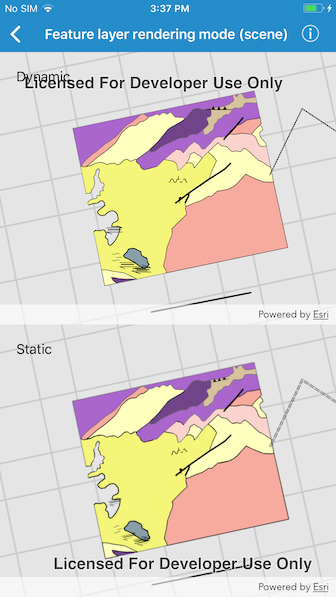 No SIM 3:37 PM
Feature layer rendering mode (scene)
Dynamic
Licensed For Developer Use Only
Powered by Esri
Static
Licensed For Developer Use Only
Powered by Esri